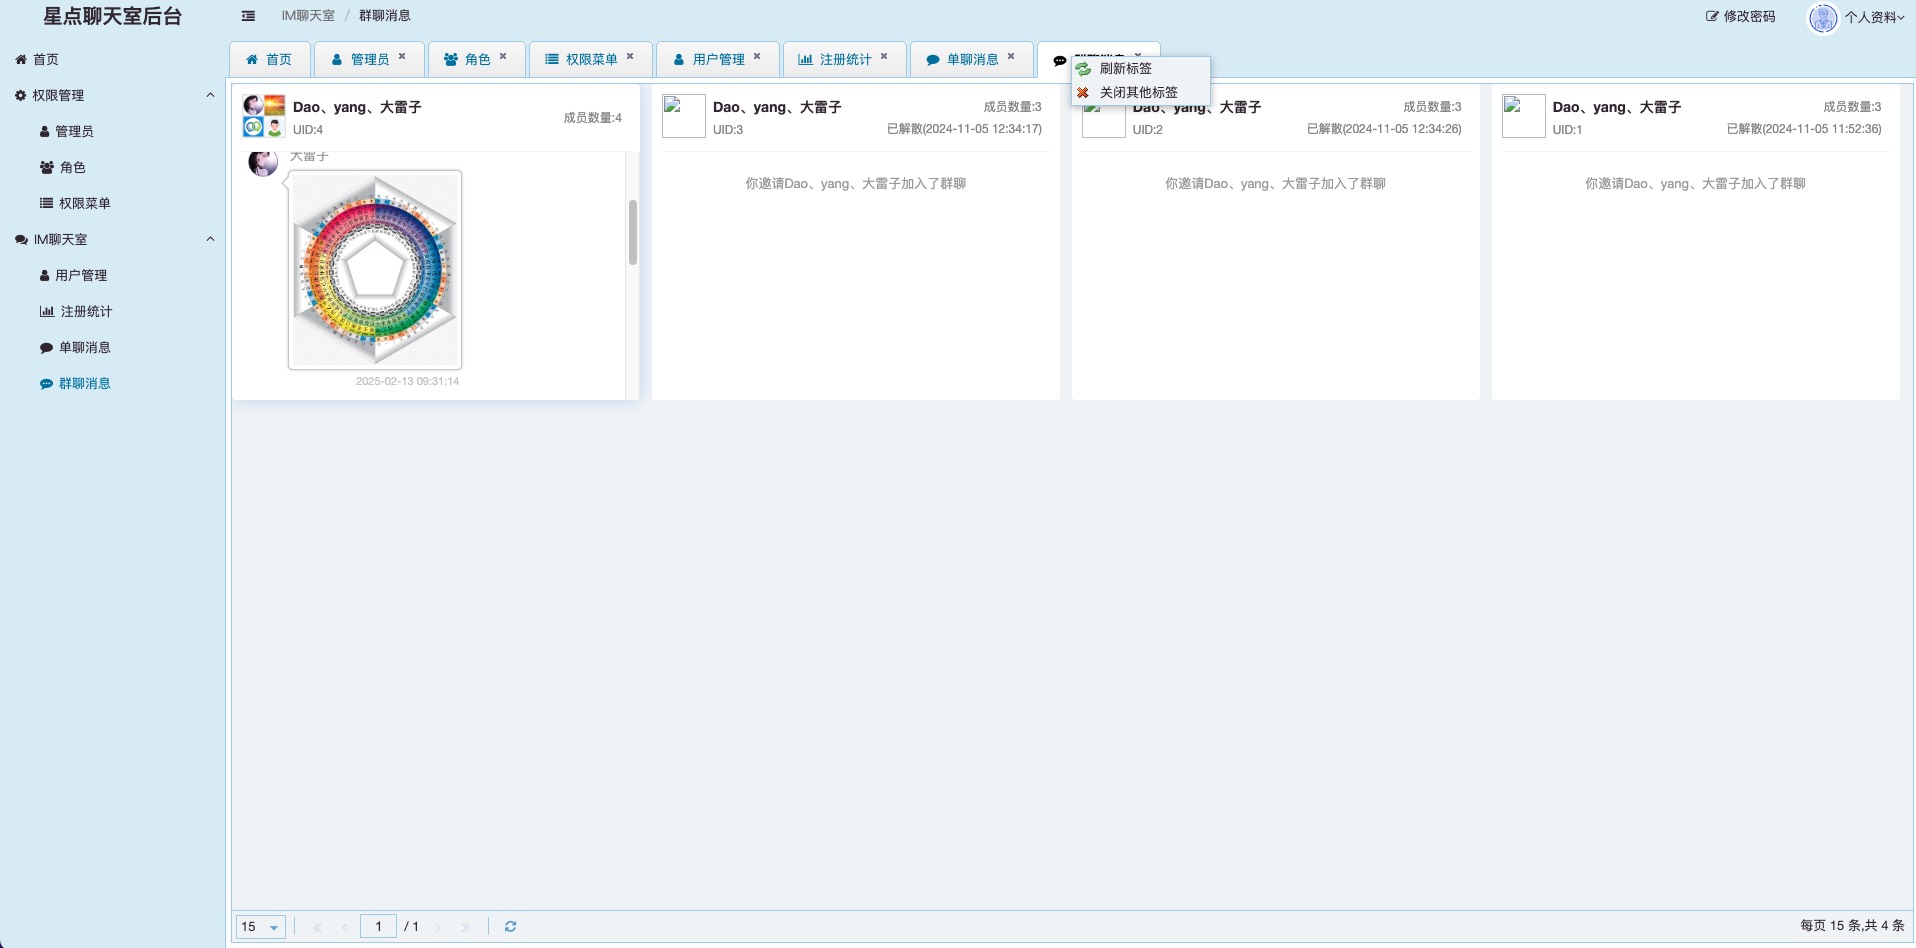 星点聊天室后台
IM聊天室 / 群聊消息
修改密码
个人资料
首页
权限管理
管理员
角色
权限菜单
IM聊天室
用户管理
注册统计
单聊消息
群聊消息
首页 管理员 角色 权限菜单 用户管理 注册统计 单聊消息
刷新标签
关闭其他标签
Dao、yang、大雷子
UID:4
成员数量:4
大雷子
2025-02-13 09:31:14
Dao、yang、大雷子
成员数量:3
UID:3
已解散(2024-11-05 12:34:17)
你邀请Dao、yang、大雷子加入了群聊
Dao、yang、大雷子
成员数量:3
UID:2
已解散(2024-11-05 12:34:26)
你邀请Dao、yang、大雷子加入了群聊
Dao、yang、大雷子
成员数量:3
UID:1
已解散(2024-11-05 11:52:36)
你邀请Dao、yang、大雷子加入了群聊
15
1 / 1
每页 15 条,共 4 条